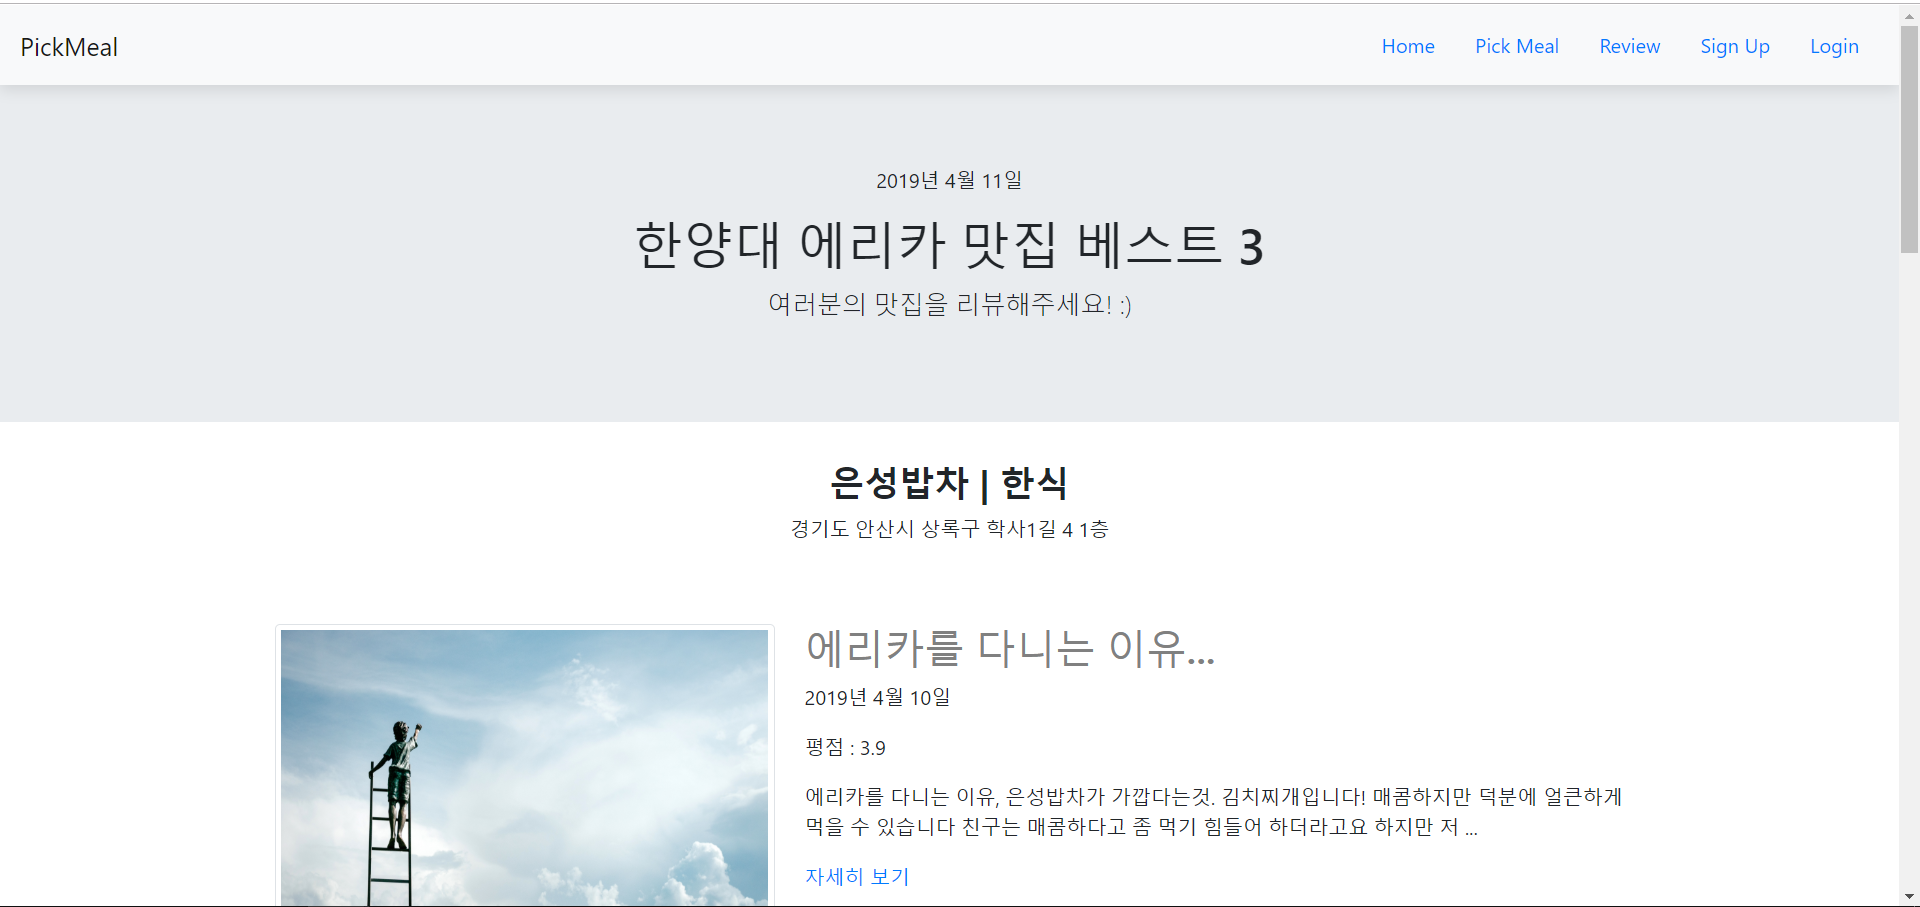 PickMeal
Home Pick Meal Review Sign Up Login
2019년 4월 11일
한양대 에리카 맛집 베스트 3
여러분의 맛집을 리뷰해주세요! :)
은성밥차 | 한식
경기도 안산시 상록구 학사1길 4 1층
에리카를 다니는 이유...
2019년 4월 10일
평점 : 3.9
에리카를 다니는 이유, 은성밥차가 가깝다는것. 김치찌개입니다! 매콤하지만 덕분에 얼큰하게
먹을 수 있습니다 친구는 매콤하다고 좀 먹기 힘들어 하더라고요 하지만 저 ...
자세히 보기